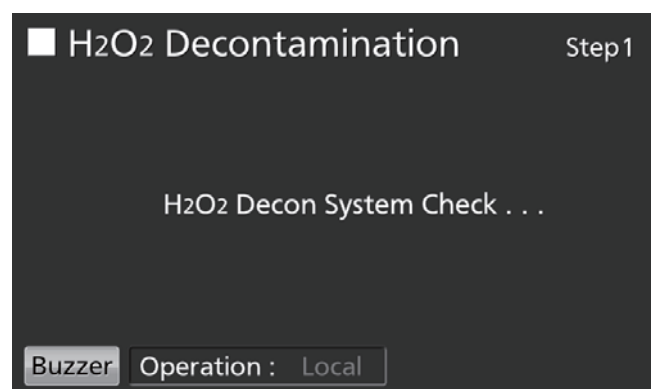 H2O2 Decontamination Step1
H2O2 Decon System Check . . .
Buzzer Operation : Local